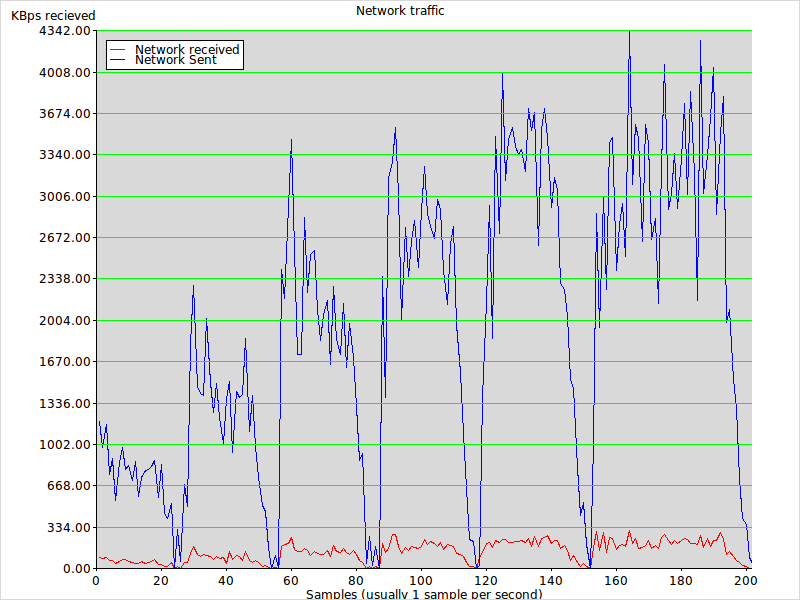 Network traffic
KBps recieved
4342.00
4008.00
3674.00
3340.00
3006.00
2672.00
2338.00
2004.00
1670.00
1336.00
1002.00
668.00
334.00
0.00
Network received
Network Sent
0 20 40 60 80 100 120 140 160 180 200
Samples (usually 1 sample per second)